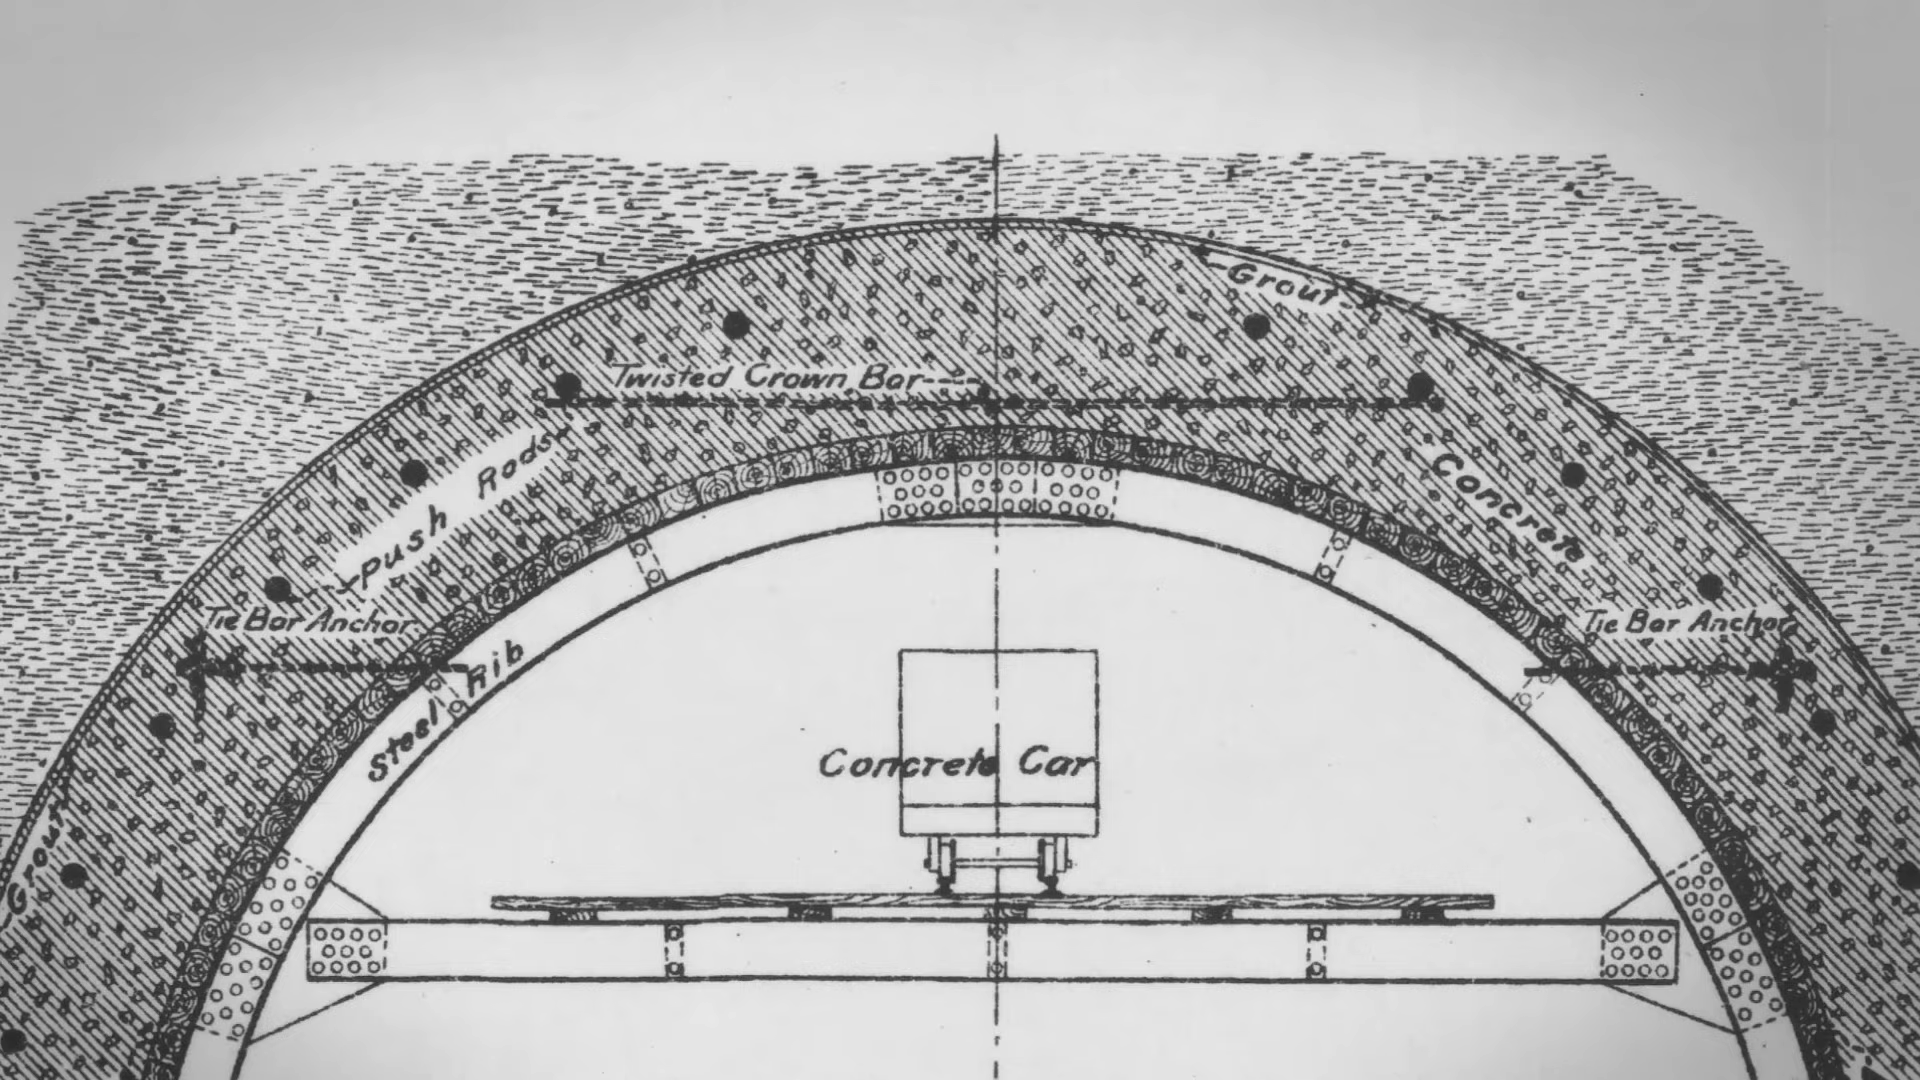 Grout
Twisted Crown Bar
Push Rods
Concrete
Tie Bar Anchor
Tie Bar Anchor
Steel Rib
Concrete Car
Grout